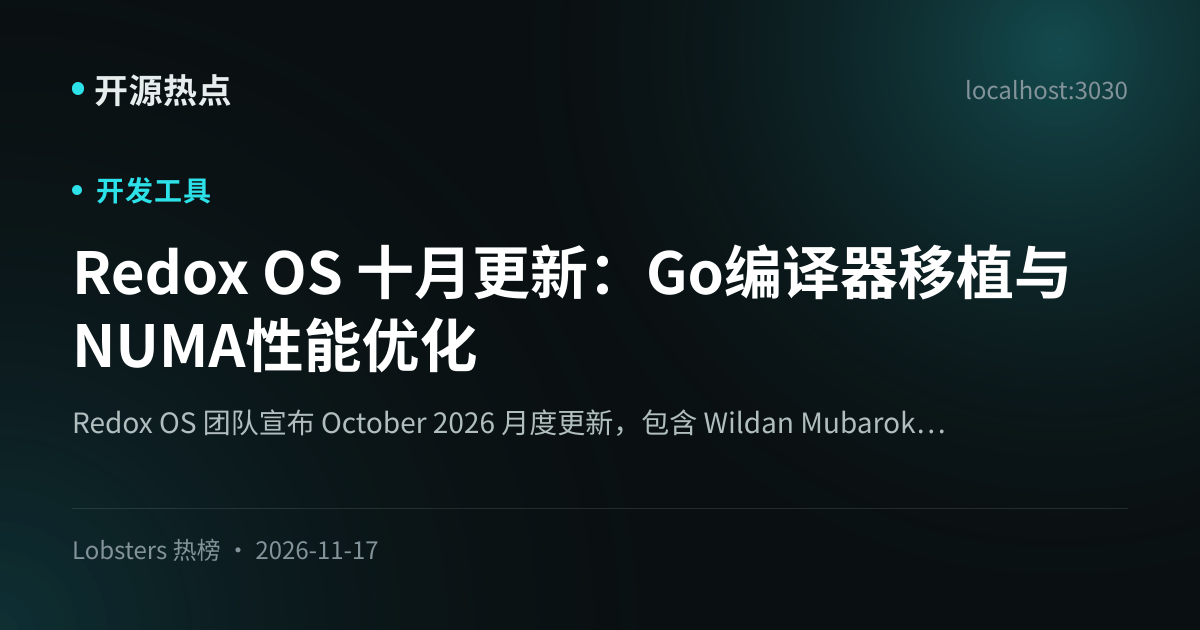 开源热点
localhost:3030
开发工具
Redox OS 十月更新：Go编译器移植与
NUMA性能优化
Redox OS 团队宣布 October 2026 月度更新，包含 Wildan Mubarok…
Lobsters 热榜 · 2026-11-17